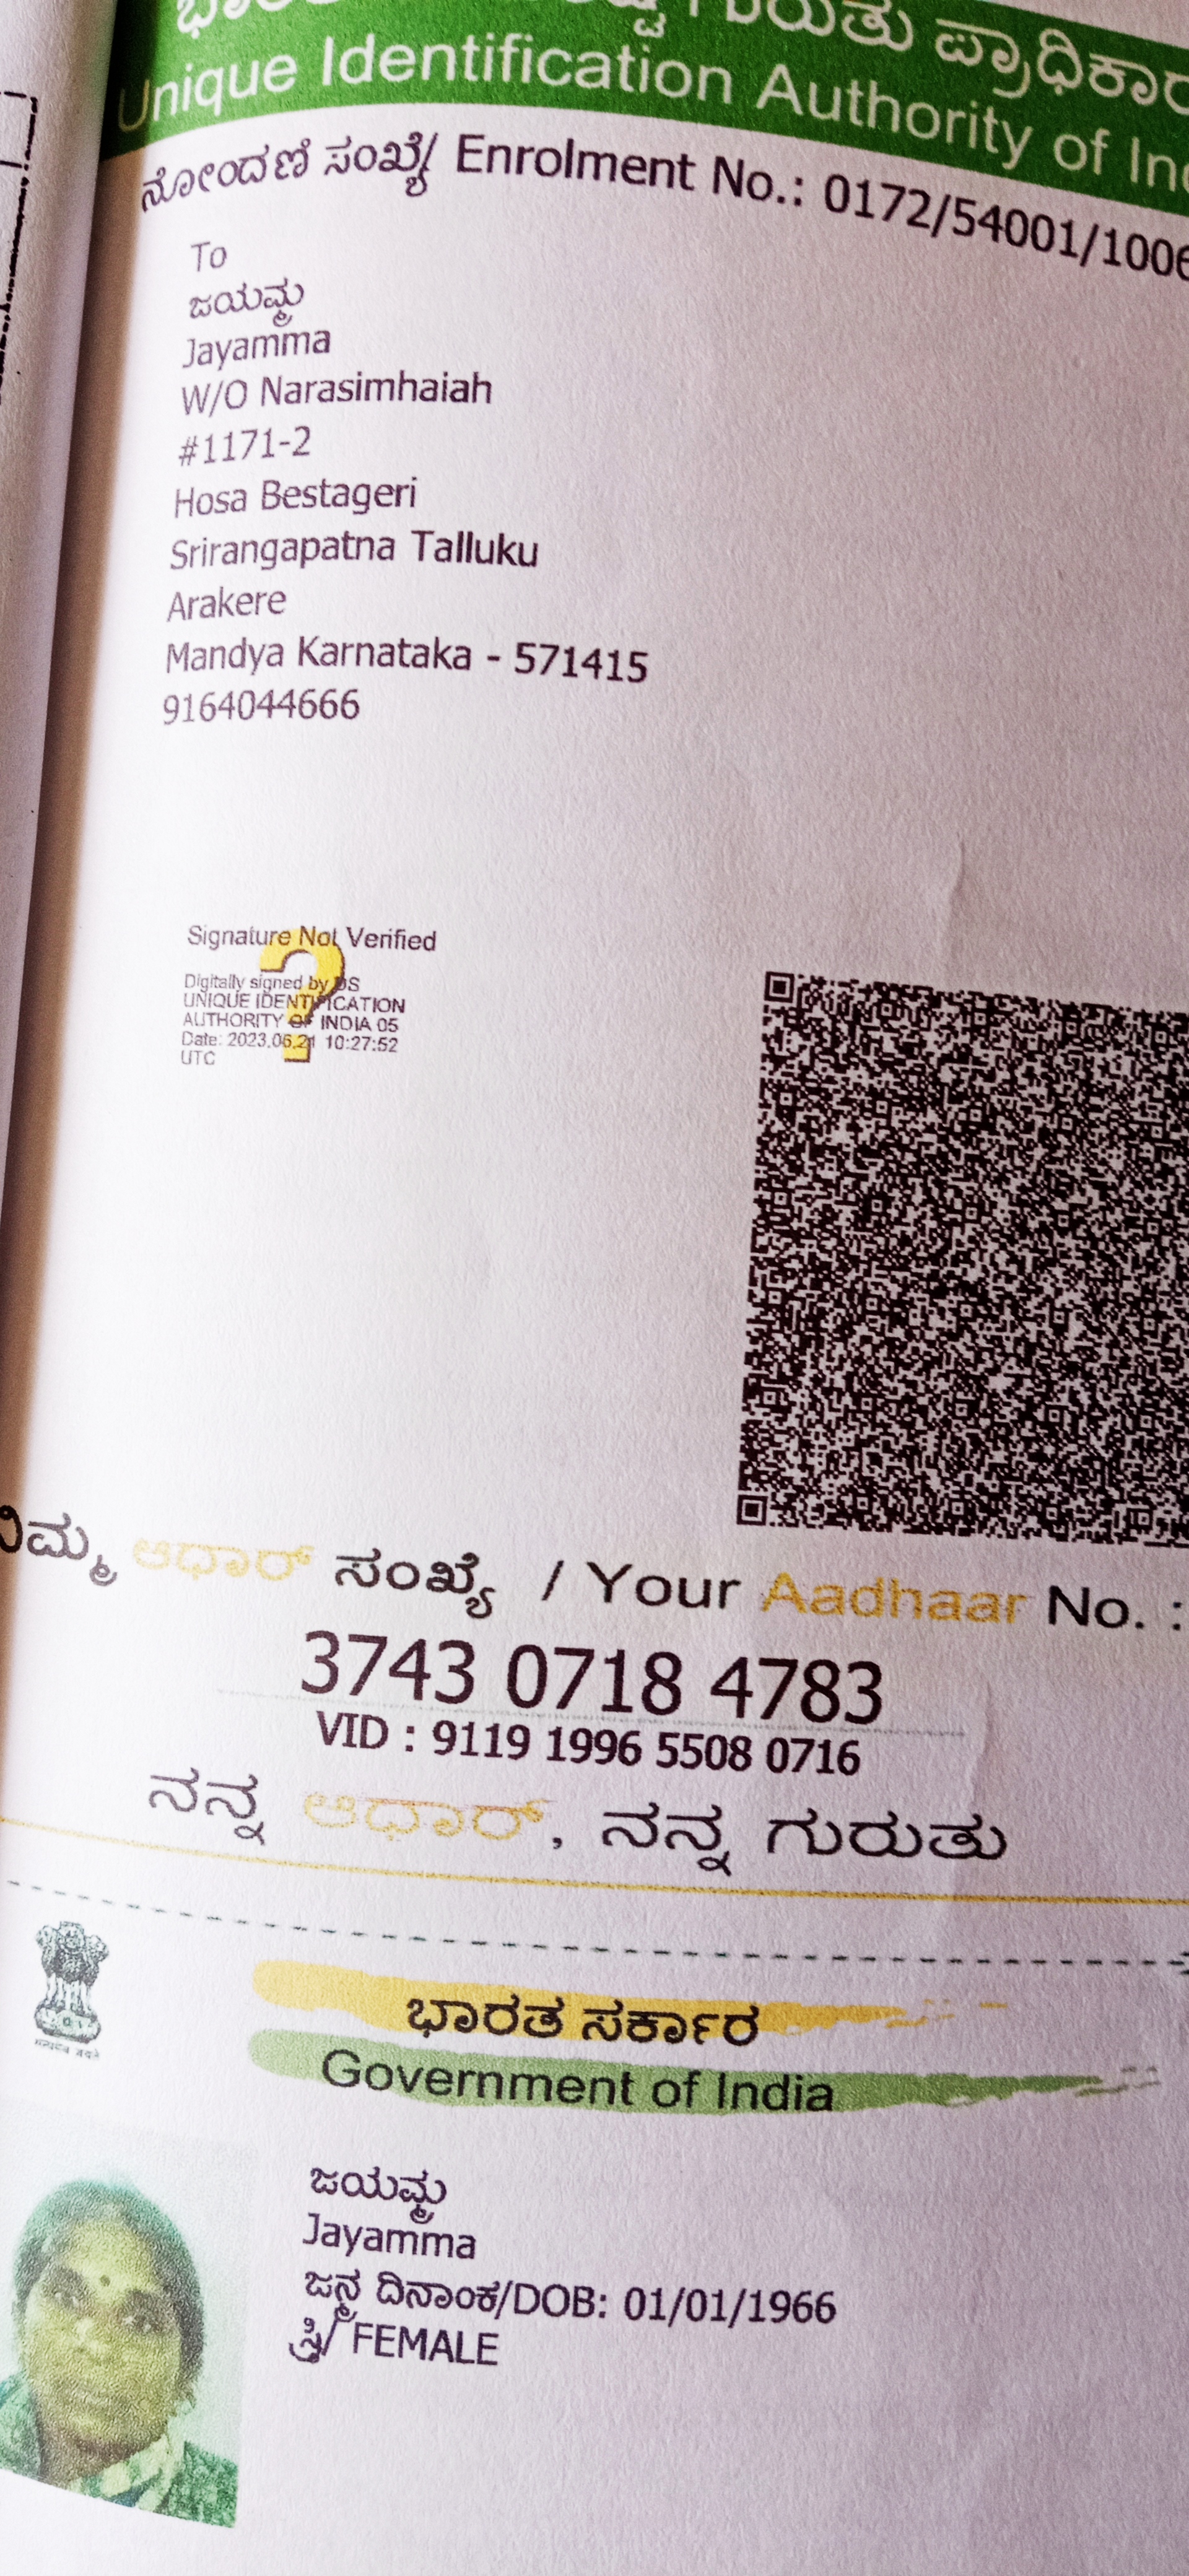 ಗುರುತು ಪ್ರಾಧಿಕಾರ
Unique Identification Authority of
ನೋಂದಣಿ ಸಂಖ್ಯೆ/ Enrolment No.: 0172/54001/1006
To
ಜಯಮ್ಮ
Jayamma
W/O Narasimhaiah
#1171-2
Hosa Bestageri
Srirangapatna Talluku
Arakere
Mandya Karnataka - 571415
9164044666
Signature Not Verified
Digitally signed by DS
UNIQUE IDENTIFICATION
AUTHORITY OF INDIA 05
Date: 2023.06.21 10:27:52
UTC
ನಿಮ್ಮ ಆಧಾರ್ ಸಂಖ್ಯೆ / Your Aadhaar No. :
3743 0718 4783
VID : 9119 1996 5508 0716
ನನ್ನ ಆಧಾರ್, ನನ್ನ ಗುರುತು
ಭಾರತ ಸರ್ಕಾರ
Government of India
ಜಯಮ್ಮ
Jayamma
ಜನ್ಮ ದಿನಾಂಕ/DOB: 01/01/1966
ಸ್ತ್ರೀ/ FEMALE